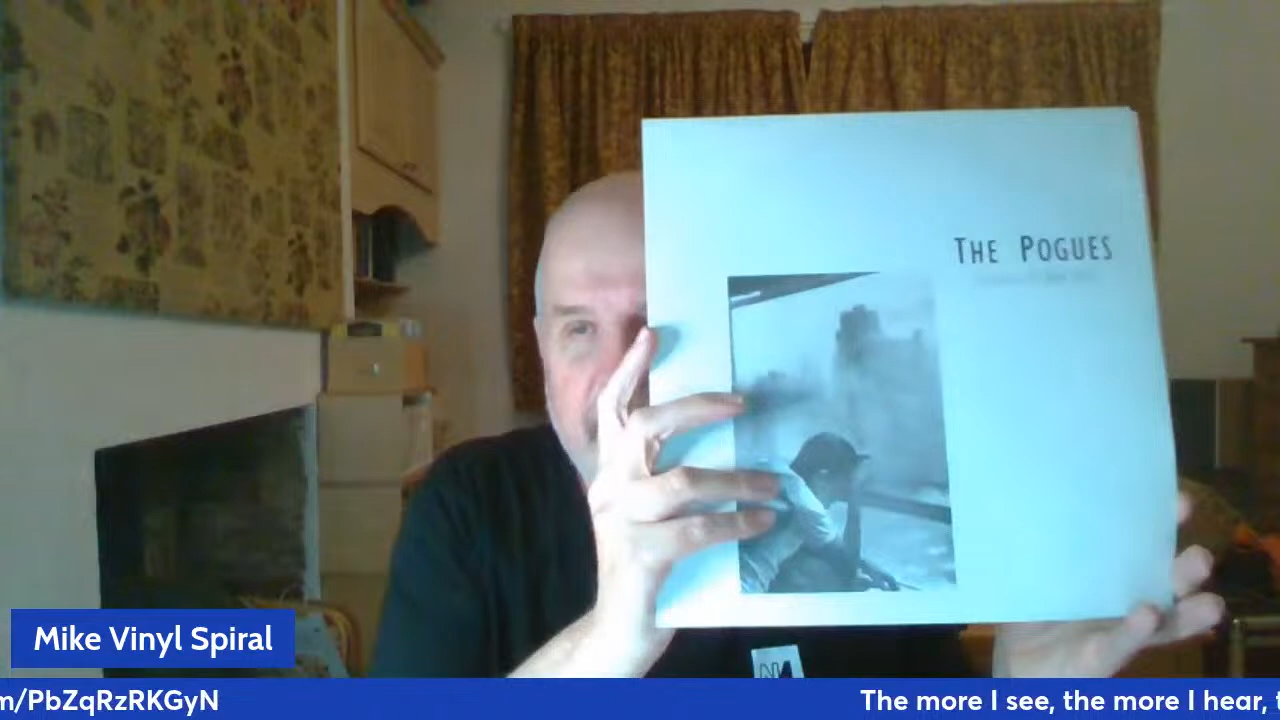 THE POGUES
Mike Vinyl Spiral
m/PbZqRzRKGyN
The more I see, the more I hear, t